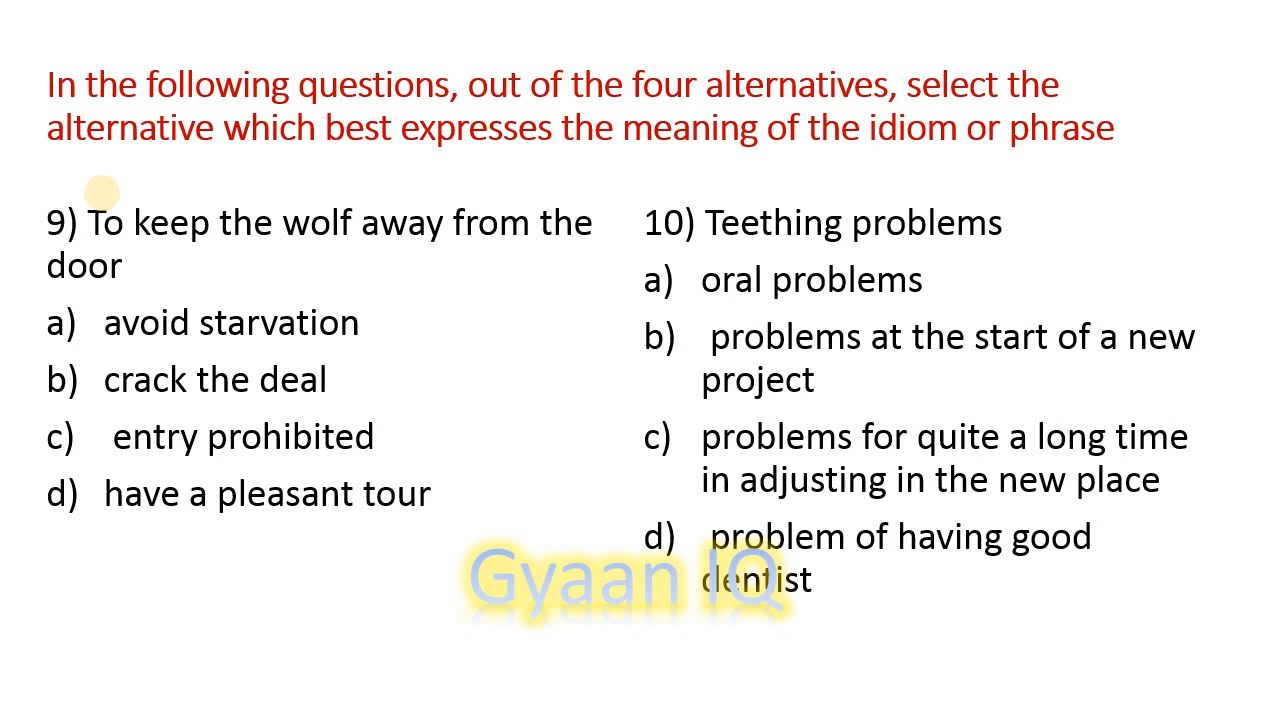 In the following questions, out of the four alternatives, select the
alternative which best expresses the meaning of the idiom or phrase
9) To keep the wolf away from the
door
a) avoid starvation
b) crack the deal
c) entry prohibited
d) have a pleasant tour
10) Teething problems
a) oral problems
b) problems at the start of a new
project
c) problems for quite a long time
in adjusting in the new place
d) problem of having good
dentist
Gyaan IQ